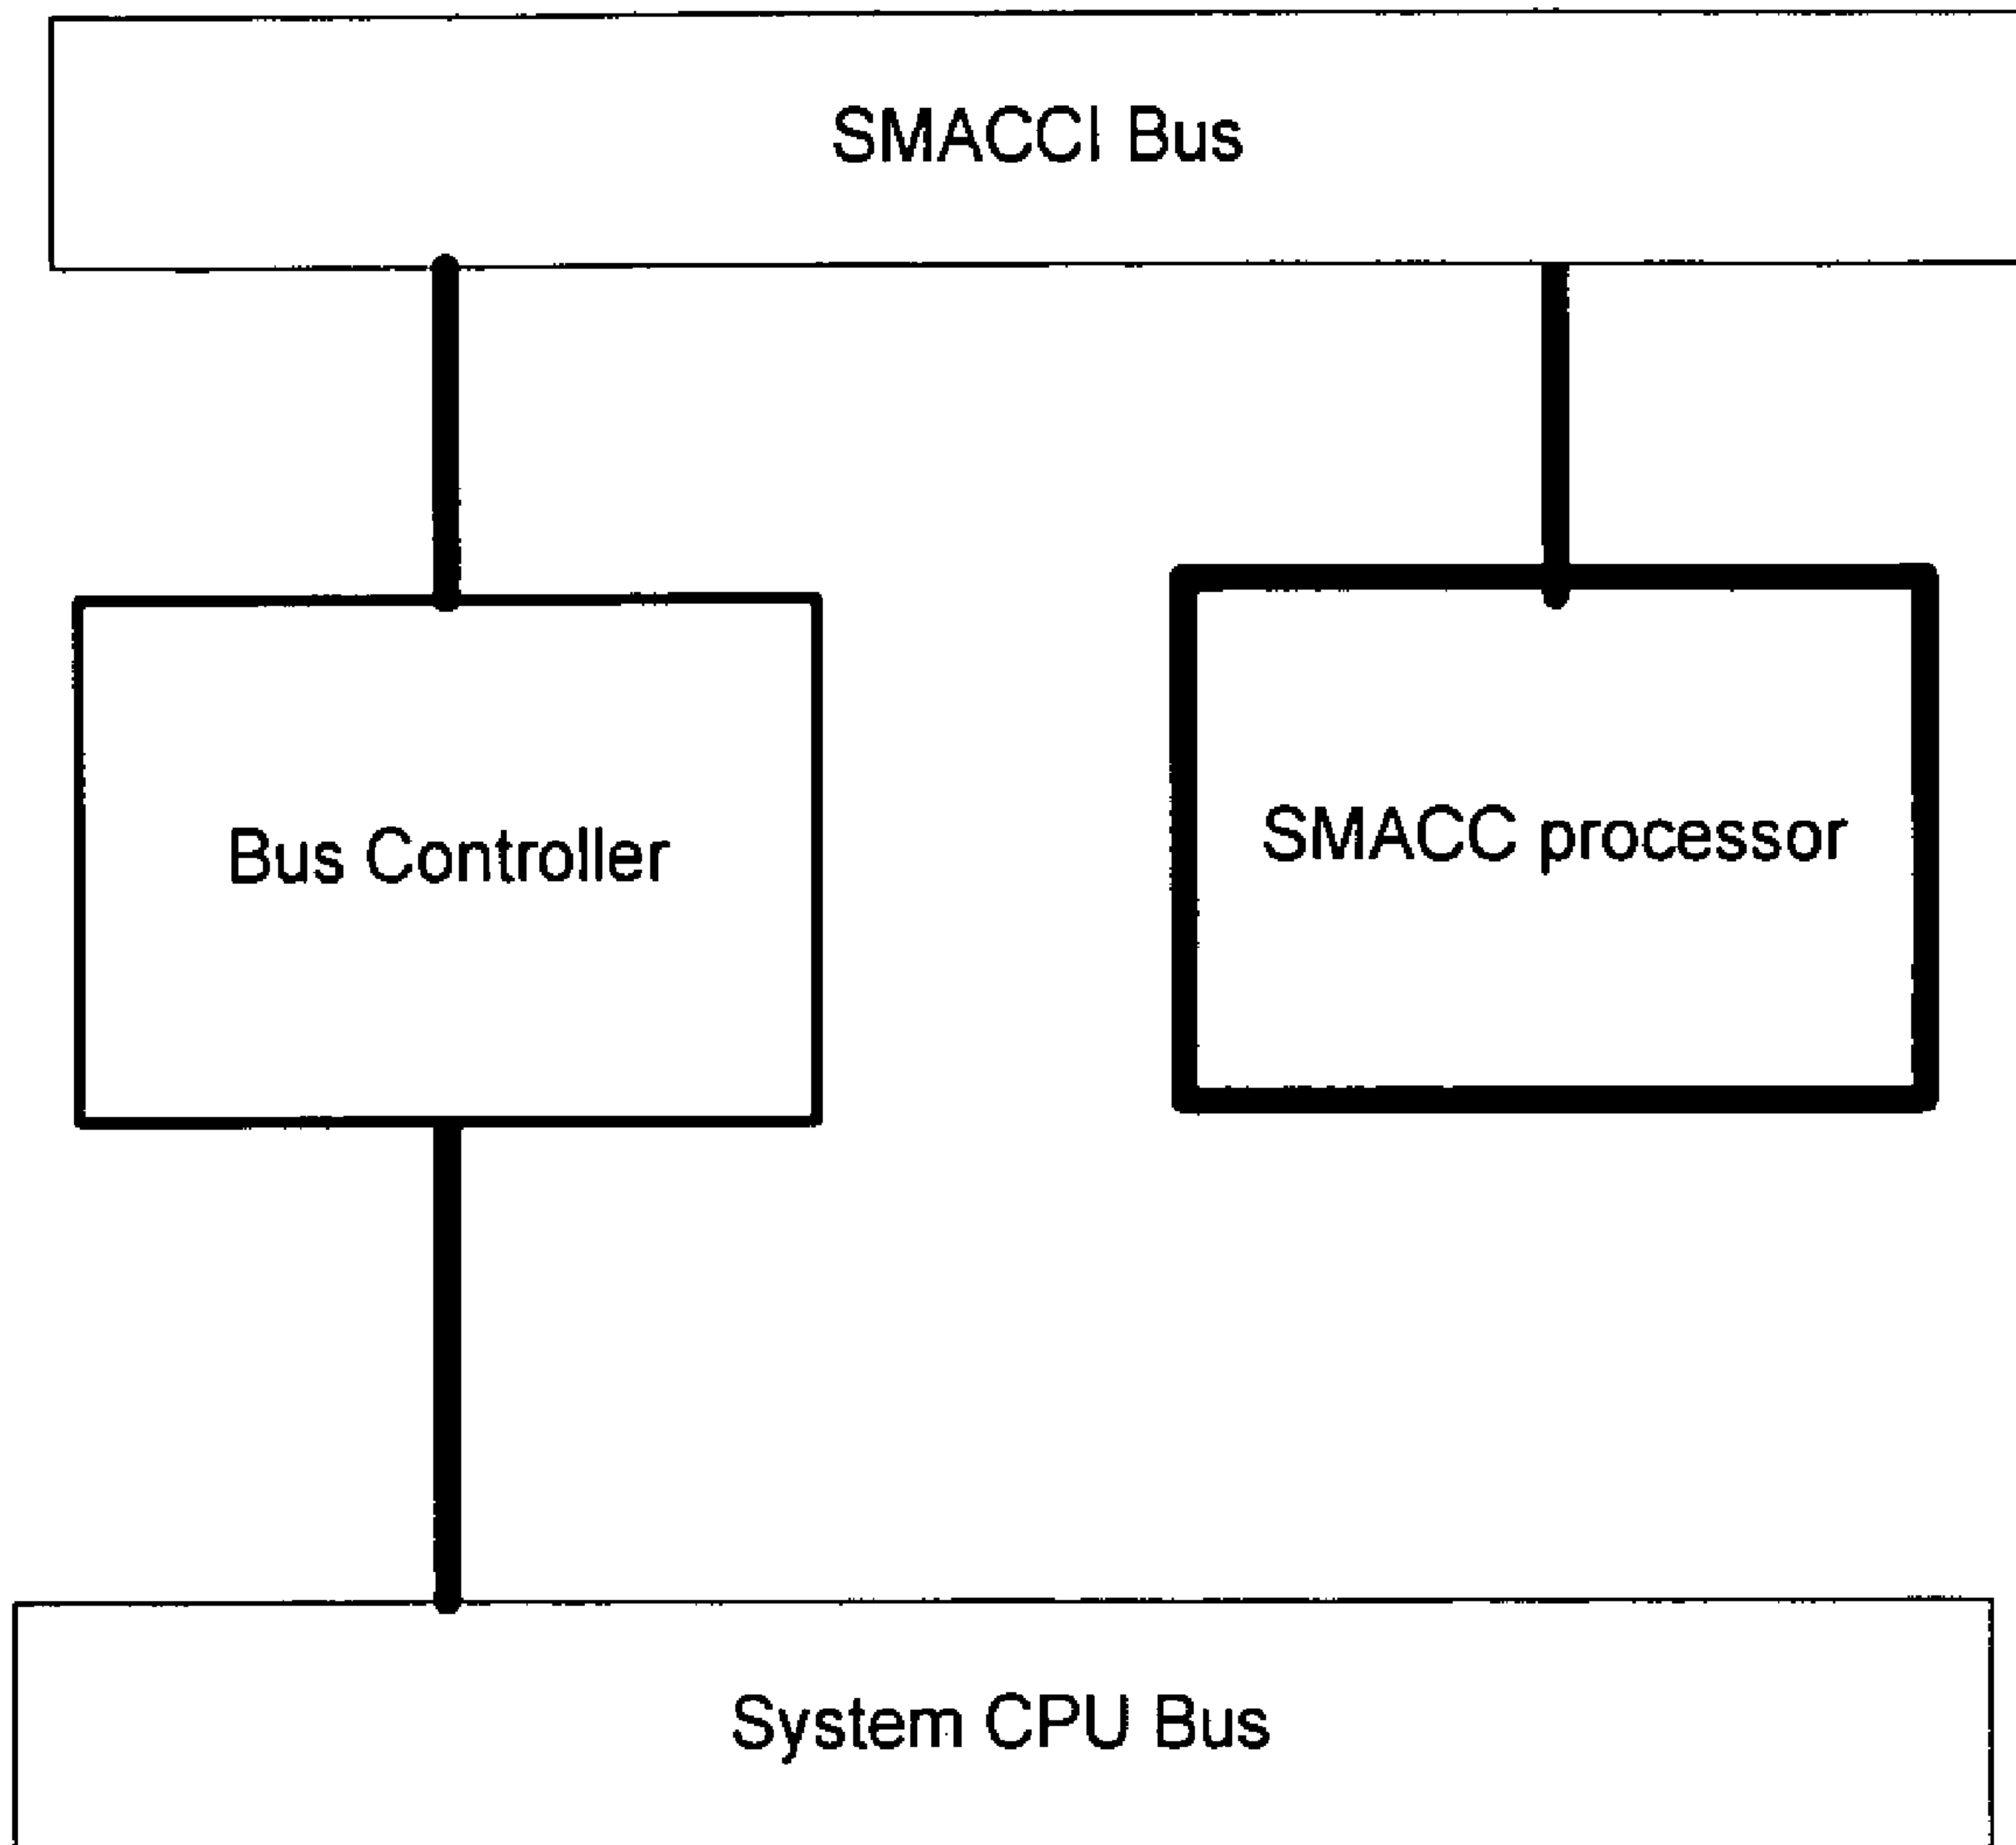 SMACCI Bus
Bus Controller
SMACC processor
System CPU Bus